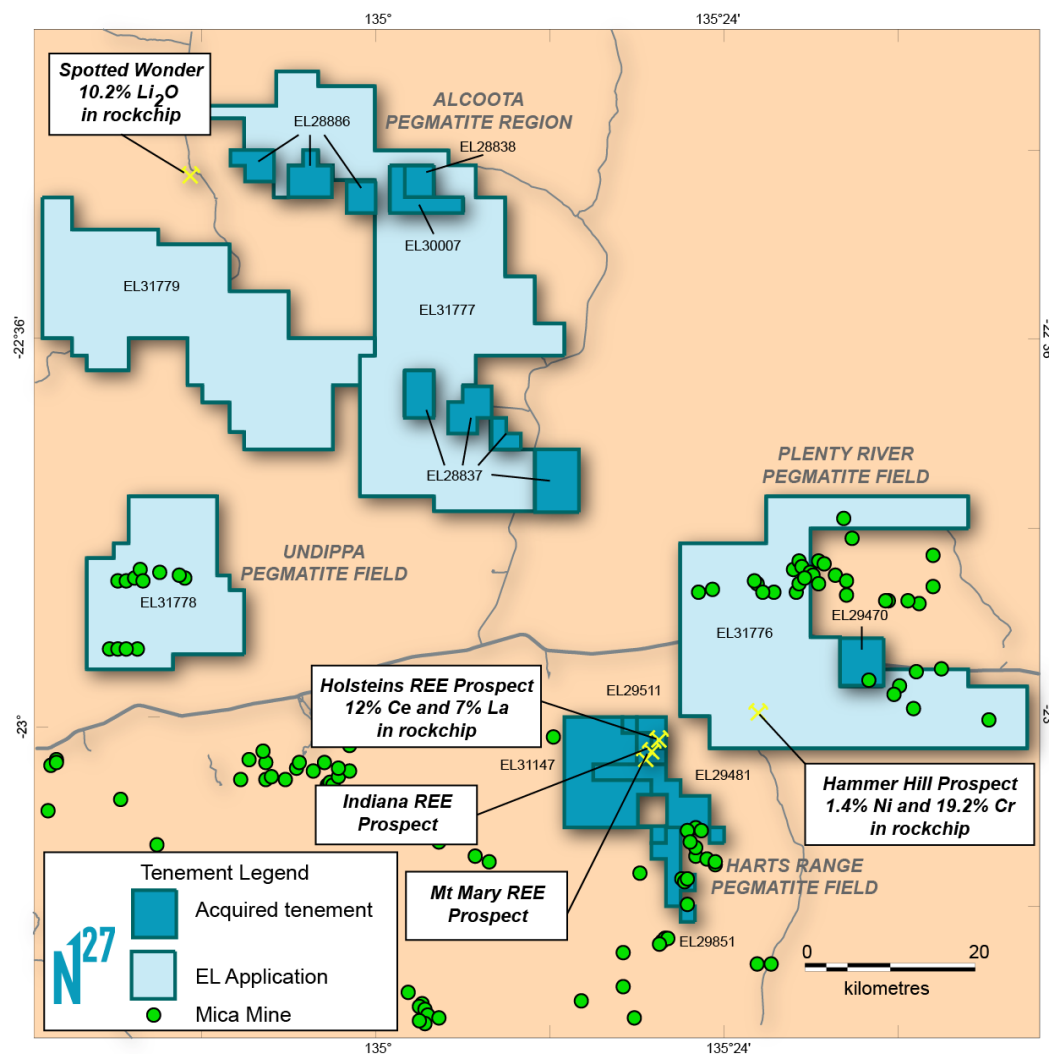 135°
135°24'
Spotted Wonder
10.2% Li2O
in rockchip
ALCOOTA
PEGMATITE REGION
EL28886
EL28838
EL30007
EL31779
EL31777
-22°36'
-22°36'
EL28837
PLENTY RIVER
PEGMATITE FIELD
UNDIPPA
PEGMATITE FIELD
EL31778
EL29470
EL31776
Holsteins REE Prospect
12% Ce and 7% La
in rockchip
EL29511
-23°
-23°
EL31147
EL29481
Indiana REE
Prospect
Hammer Hill Prospect
1.4% Ni and 19.2% Cr
in rockchip
Mt Mary REE
Prospect
HARTS RANGE
PEGMATITE FIELD
EL29851
Tenement Legend
Acquired tenement
N27
EL Application
Mica Mine
0 20
kilometres
135°
135°24'